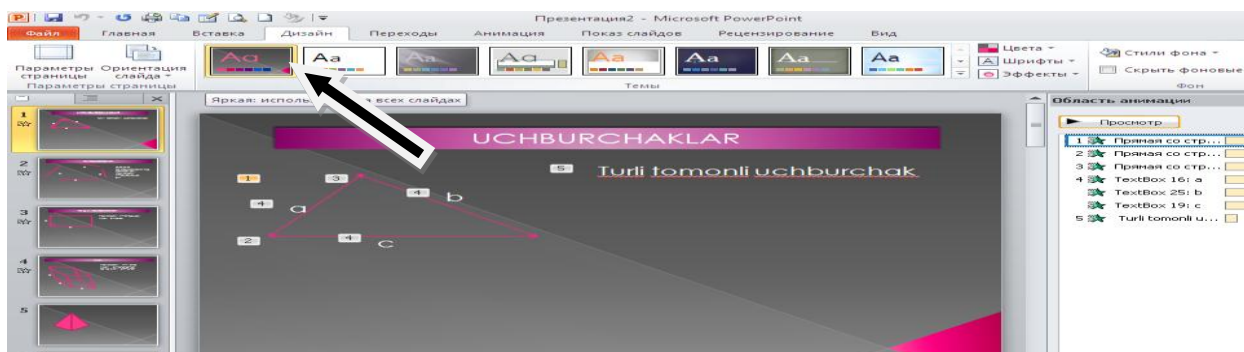 Презентация2 - Microsoft PowerPoint
Файл Главная Вставка Дизайн Переходы Анимация Показ слайдов Рецензирование Вид
Параметры страницы
Ориентация слайда
Aa Aa Aa Aa Aa Aa Aa Aa
Цвета
Шрифты
Эффекты
Стили фона
Скрыть фоновые
Параметры страницы Темы Фон
Яркая: исполь всех слайдах
Область анимации
Просмотр
1 Прямая со стр...
2 Прямая со стр...
3 Прямая со стр...
4 TextBox 16: a
TextBox 25: b
TextBox 19: c
5 Turli tomonli u...
1
2
3
4
5
UCHBURCHAKLAR
5 Turli tomonli uchburchak
1 3
4 b
4 a
2 4 c